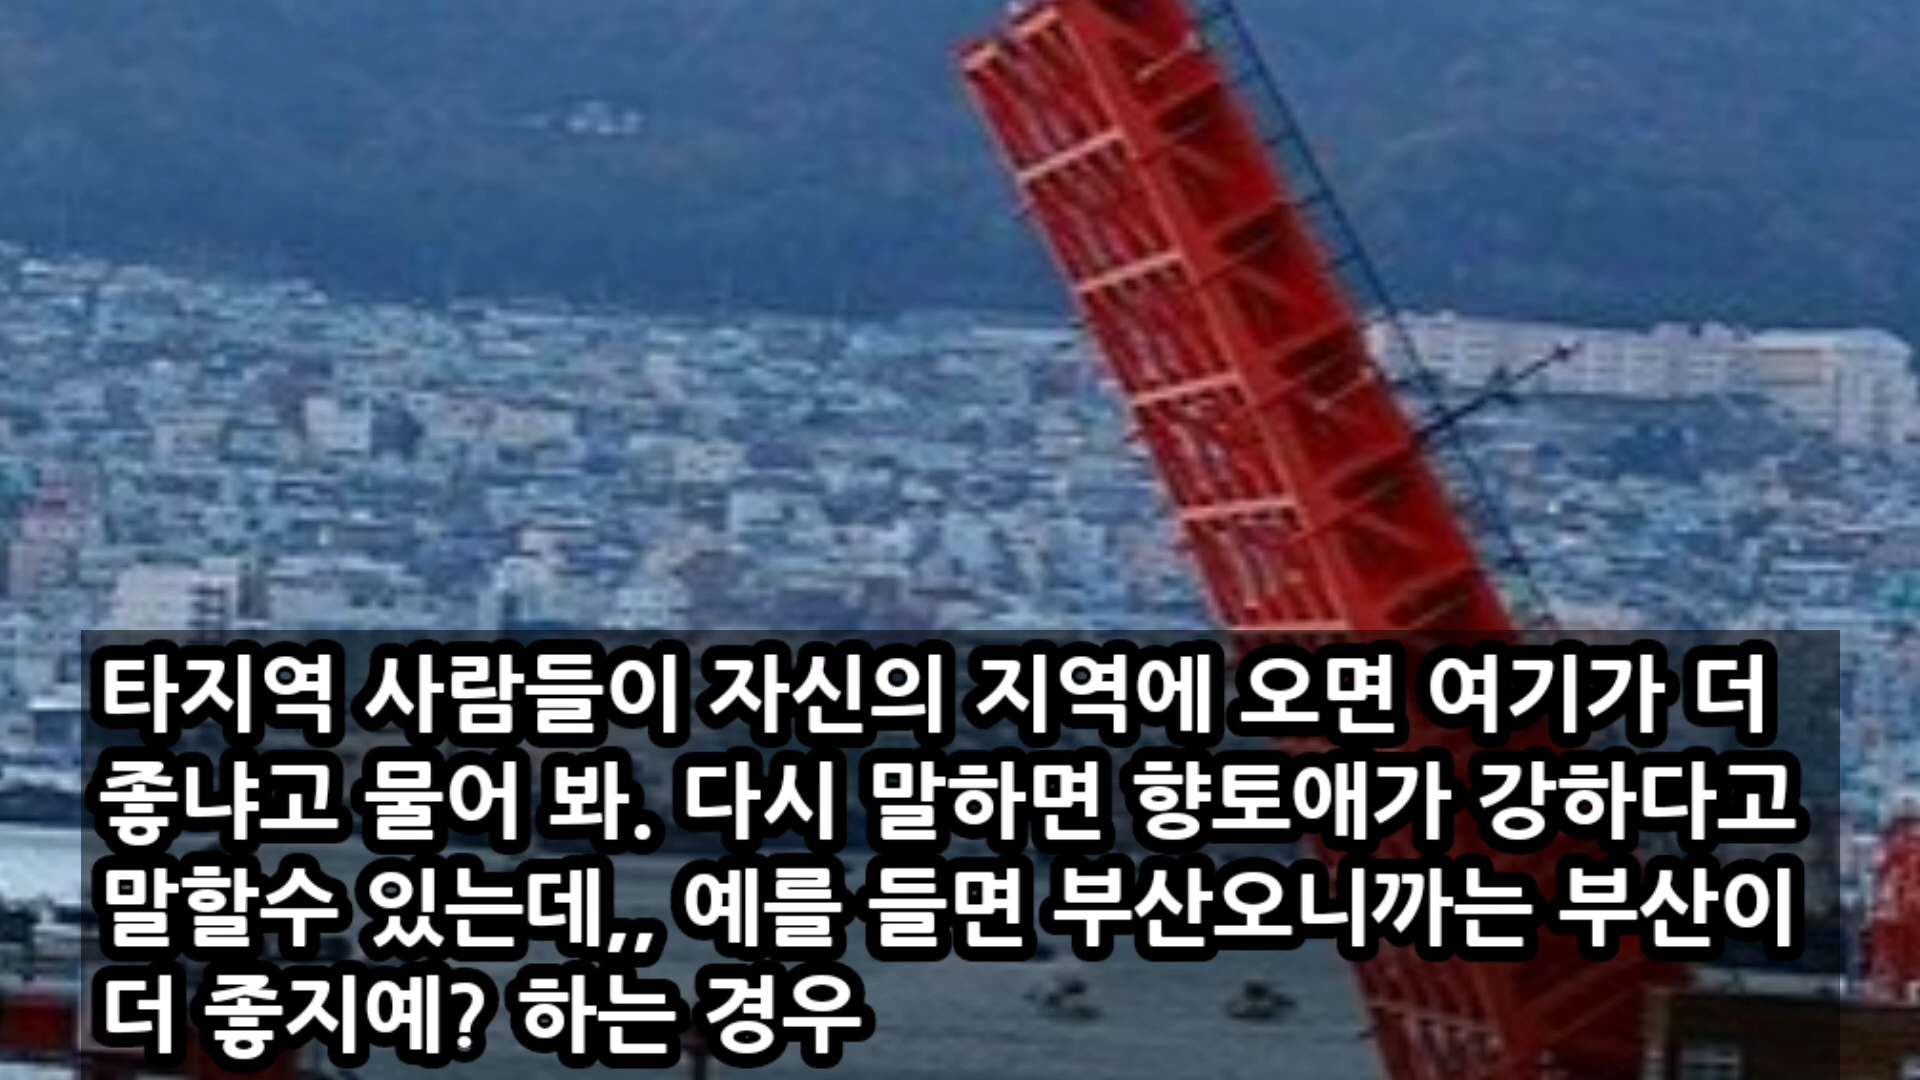 타지역 사람들이 자신의 지역에 오면 여기가 더
좋냐고 물어 봐. 다시 말하면 향토애가 강하다고
말할수 있는데,, 예를 들면 부산오니까는 부산이
더 좋지예? 하는 경우